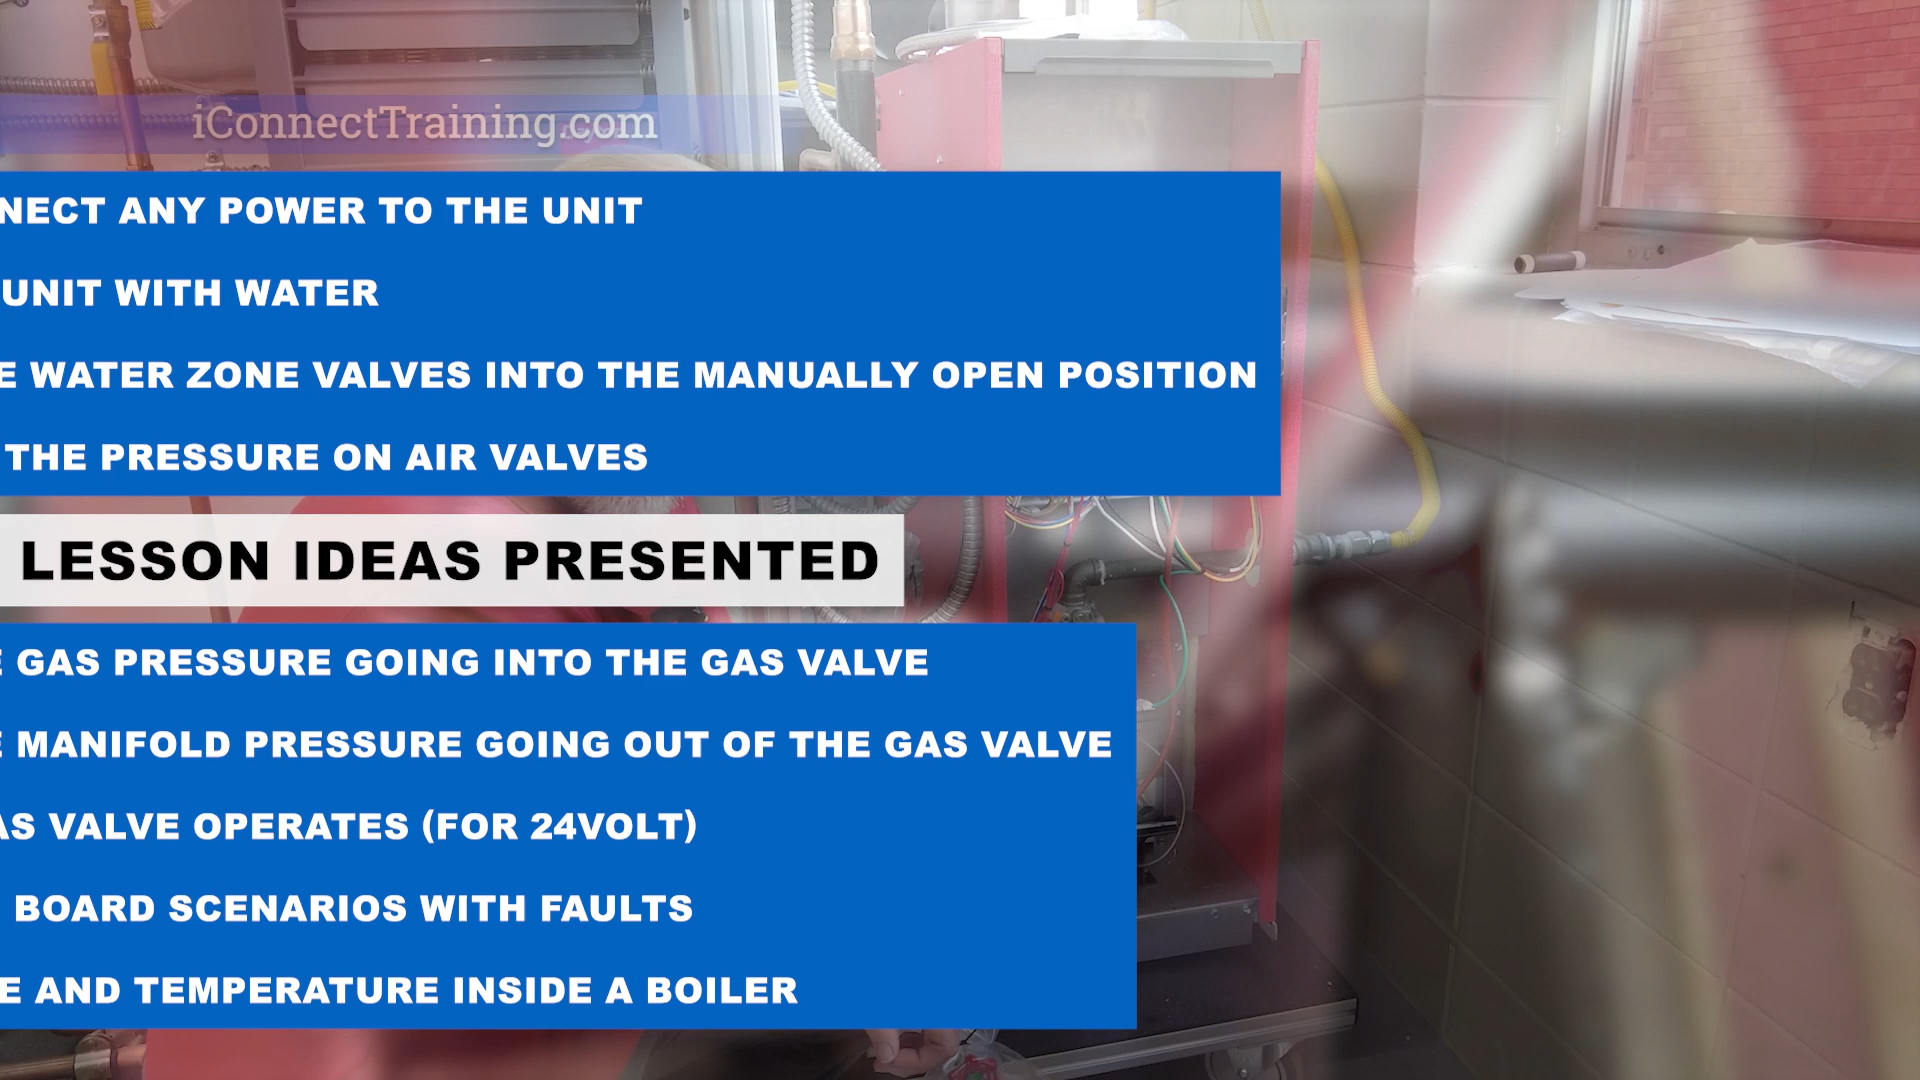 iConnectTraining.com
NECT ANY POWER TO THE UNIT
UNIT WITH WATER
E WATER ZONE VALVES INTO THE MANUALLY OPEN POSITION
THE PRESSURE ON AIR VALVES
LESSON IDEAS PRESENTED
GAS PRESSURE GOING INTO THE GAS VALVE
MANIFOLD PRESSURE GOING OUT OF THE GAS VALVE
AS VALVE OPERATES (FOR 24VOLT)
BOARD SCENARIOS WITH FAULTS
E AND TEMPERATURE INSIDE A BOILER